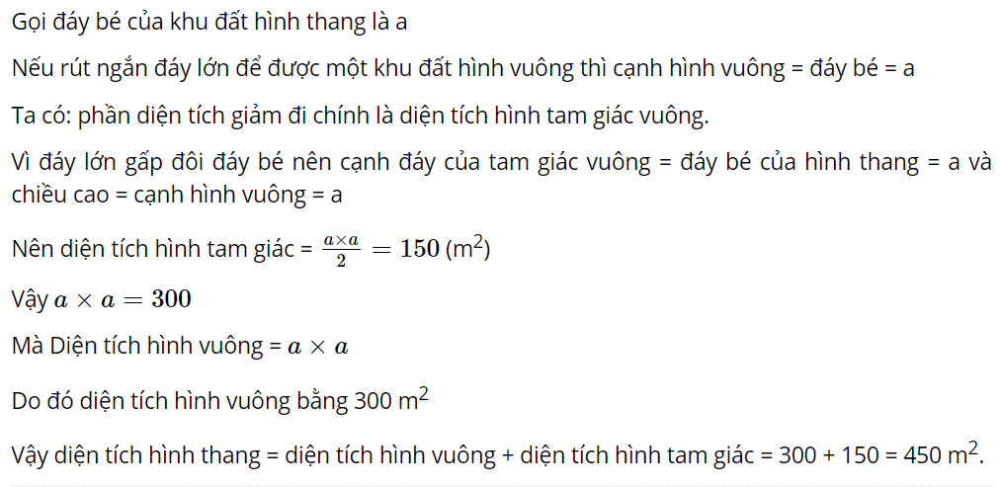 Gọi đáy bé của khu đất hình thang là a
Nếu rút ngắn đáy lớn để được một khu đất hình vuông thì cạnh hình vuông = đáy bé = a
Ta có: phần diện tích giảm đi chính là diện tích hình tam giác vuông.
Vì đáy lớn gấp đôi đáy bé nên cạnh đáy của tam giác vuông = đáy bé của hình thang = a và
chiều cao = cạnh hình vuông = a
Nên diện tích hình tam giác = $\frac{a \times a}{2} = 150$ (m²)
Vậy $a \times a = 300$
Mà Diện tích hình vuông = $a \times a$
Do đó diện tích hình vuông bằng 300 m²
Vậy diện tích hình thang = diện tích hình vuông + diện tích hình tam giác = 300 + 150 = 450 m².